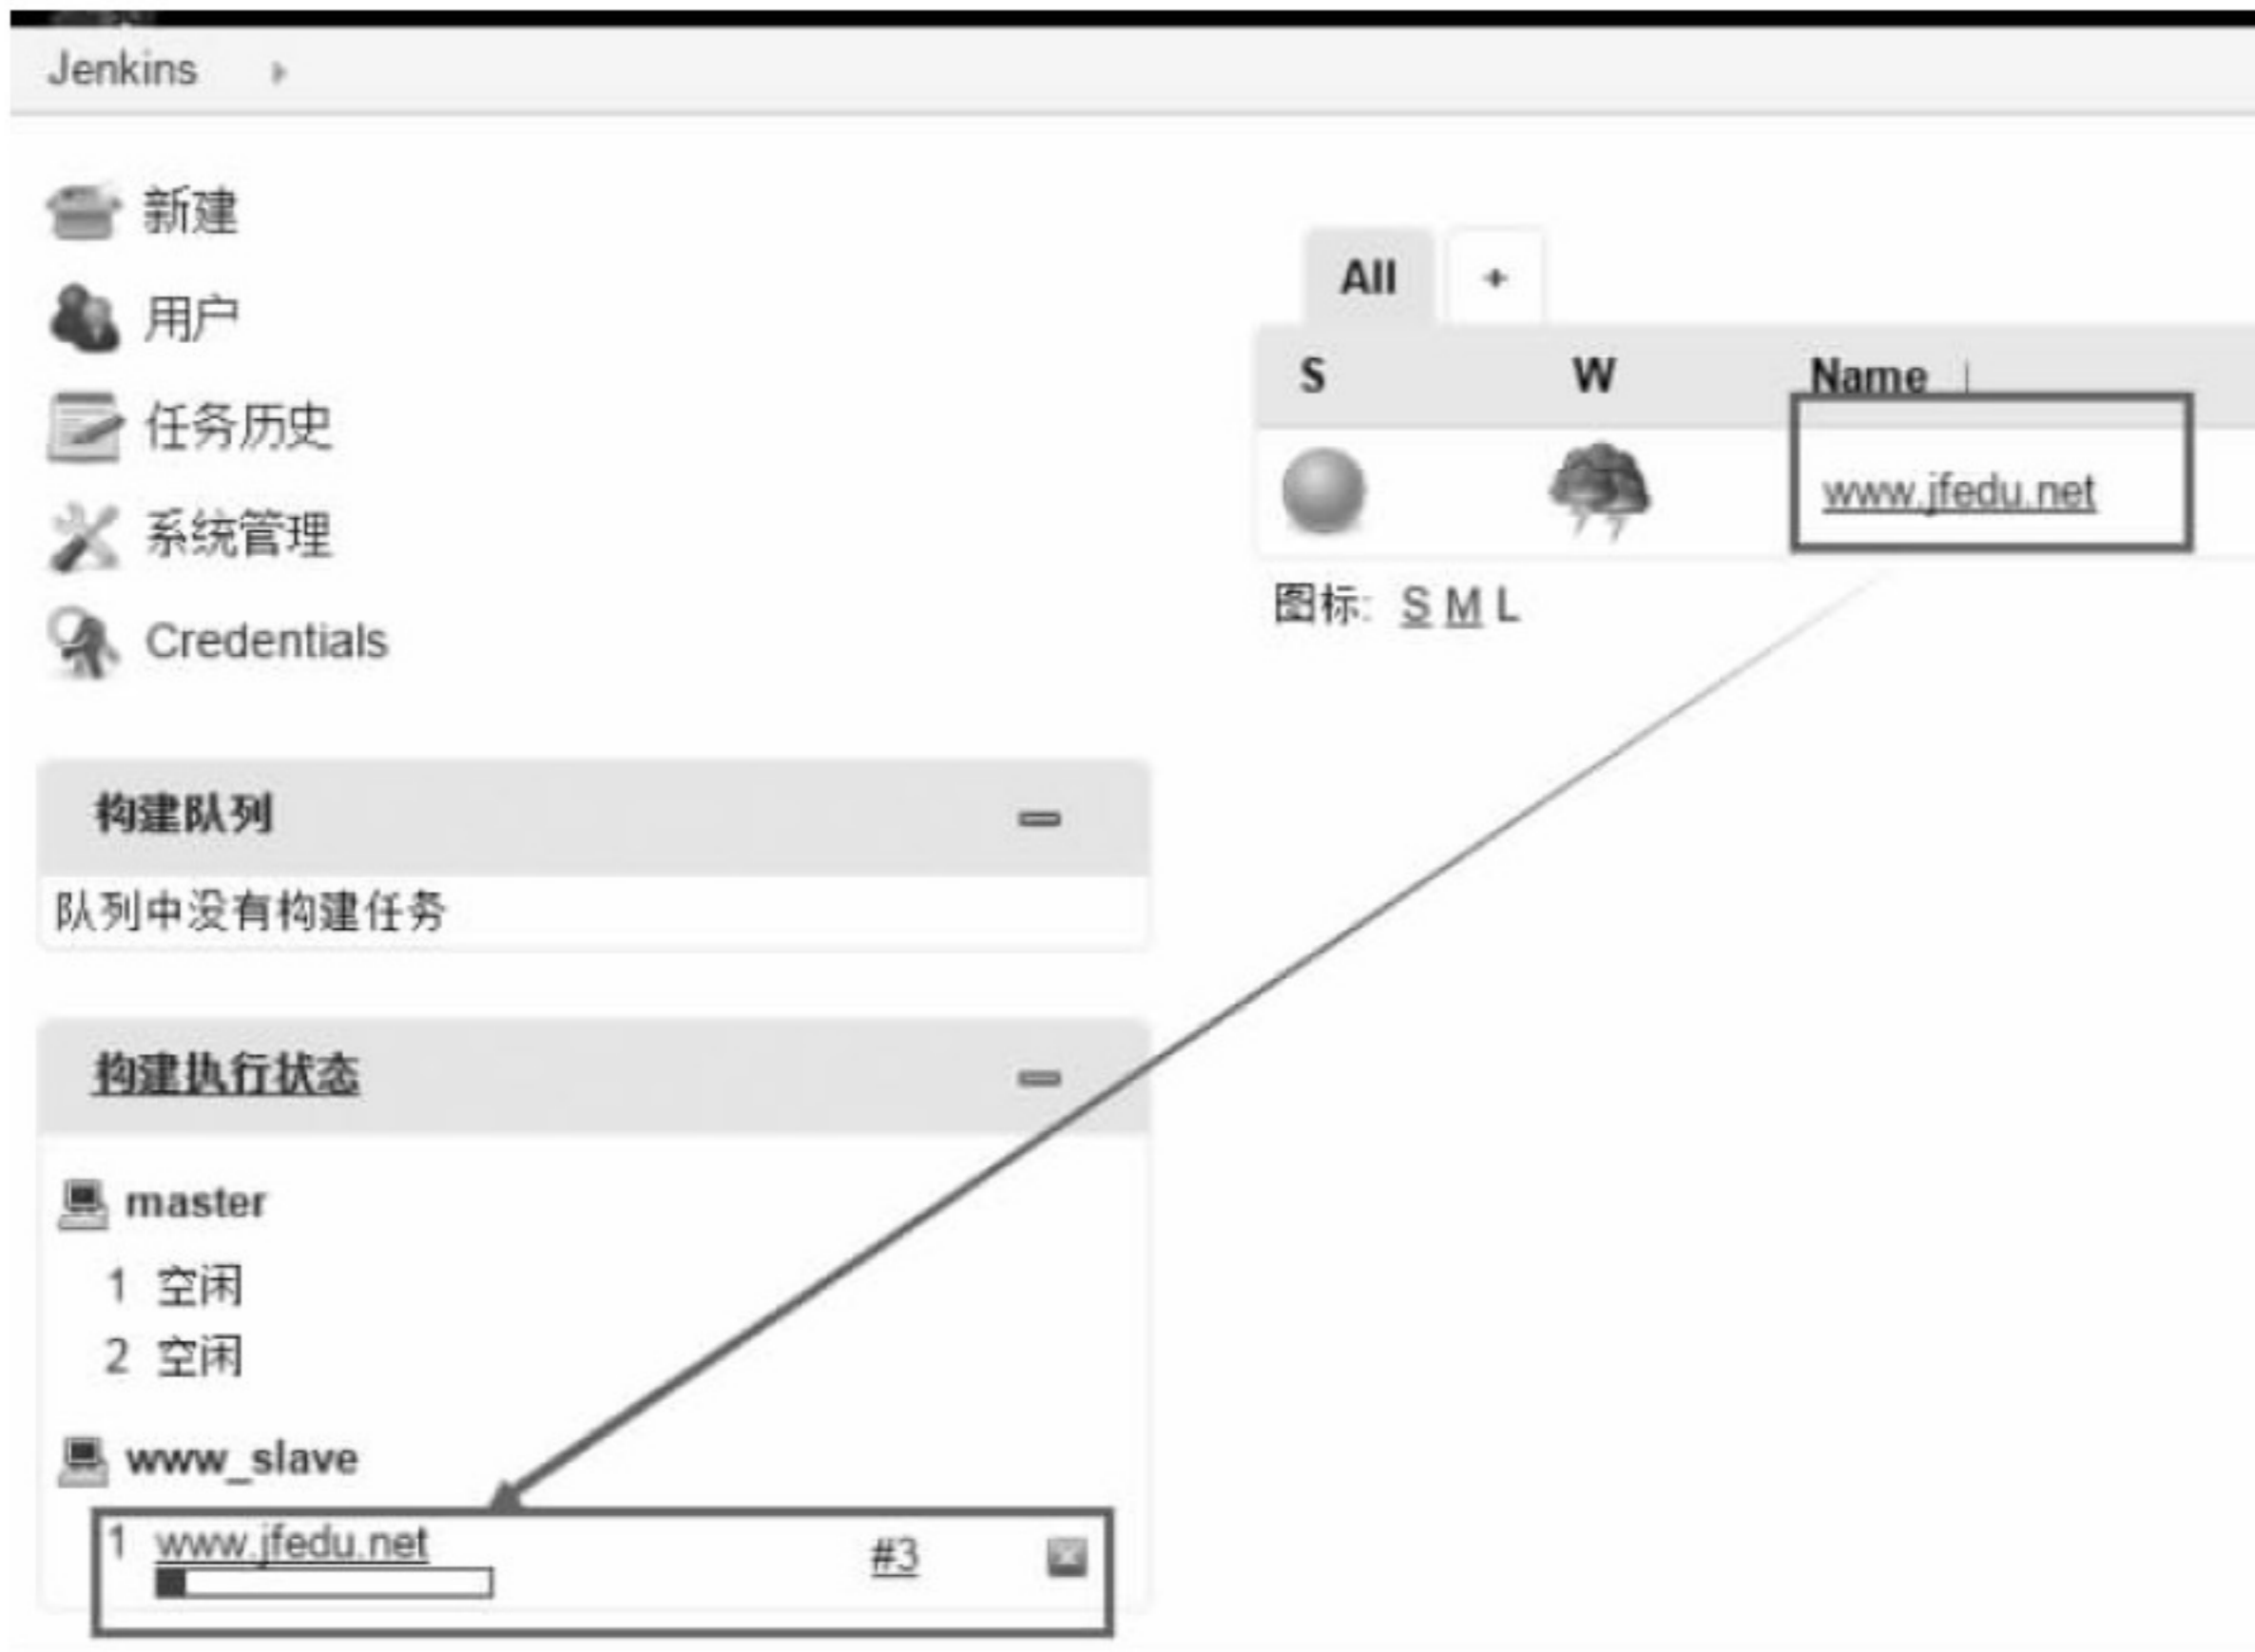 Jenkins
新建
用户
任务历史
系统管理
Credentials
All +
S W Name
www.jfedu.net
图标: S M L
构建队列
队列中没有构建任务
构建执行状态
master
1 空闲
2 空闲
www_slave
1 www.jfedu.net #3